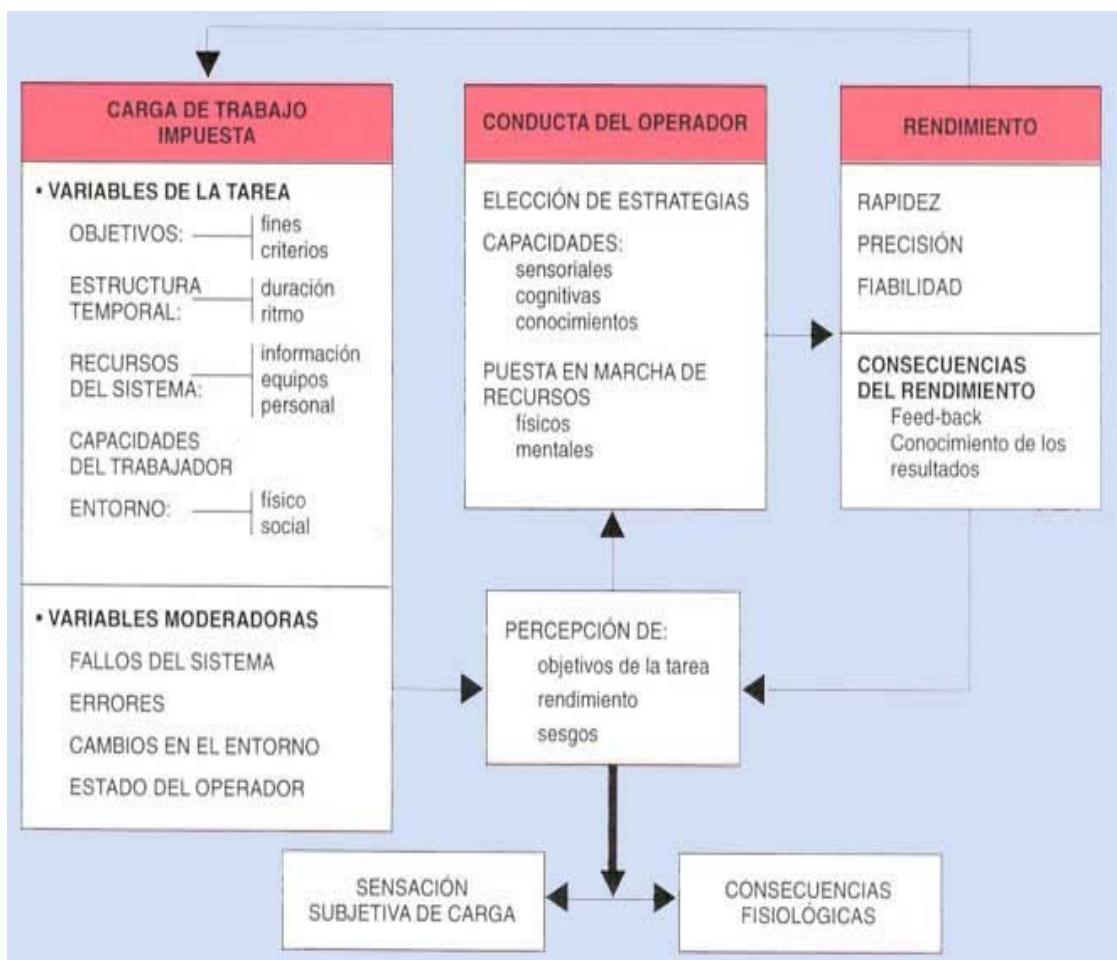 CARGA DE TRABAJO
IMPUESTA
• VARIABLES DE LA TAREA
OBJETIVOS:
fines
criterios
ESTRUCTURA
TEMPORAL:
duración
ritmo
RECURSOS
DEL SISTEMA:
información
equipos
personal
CAPACIDADES
DEL TRABAJADOR
ENTORNO:
físico
social
• VARIABLES MODERADORAS
FALLOS DEL SISTEMA
ERRORES
CAMBIOS EN EL ENTORNO
ESTADO DEL OPERADOR
CONDUCTA DEL OPERADOR
ELECCIÓN DE ESTRATEGIAS
CAPACIDADES:
sensoriales
cognitivas
conocimientos
PUESTA EN MARCHA DE
RECURSOS
físicos
mentales
RENDIMIENTO
RAPIDEZ
PRECISIÓN
FIABILIDAD
CONSECUENCIAS
DEL RENDIMIENTO
Feed-back
Conocimiento de los
resultados
PERCEPCIÓN DE:
objetivos de la tarea
rendimiento
sesgos
SENSACIÓN
SUBJETIVA DE CARGA
CONSECUENCIAS
FISIOLÓGICAS